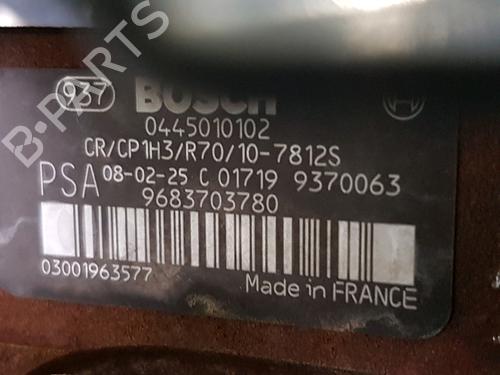 937 BOSCH
0445010102
CR/CP1H3/R70/10-7812S
PSA 08-02-25 C 01719 9370063
9683703780
03001963577
Made in FRANCE